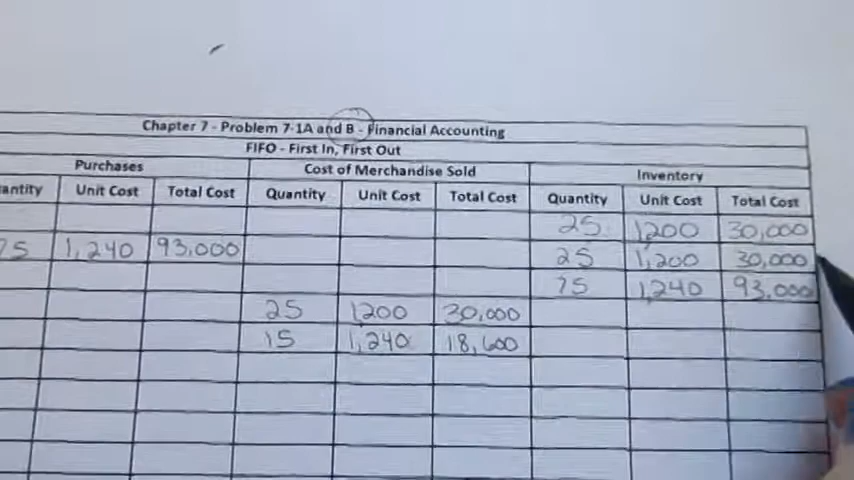 Chapter 7 - Problem 7-1A and B - Financial Accounting
FIFO - First In, First Out
Purchases Cost of Merchandise Sold Inventory
antity Unit Cost Total Cost Quantity Unit Cost Total Cost Quantity Unit Cost Total Cost
25 1200 30,000
75 1,240 93,000 25 1,200 30,000
75 1,240 93,000
25 1200 30,000
15 1,240 18,600